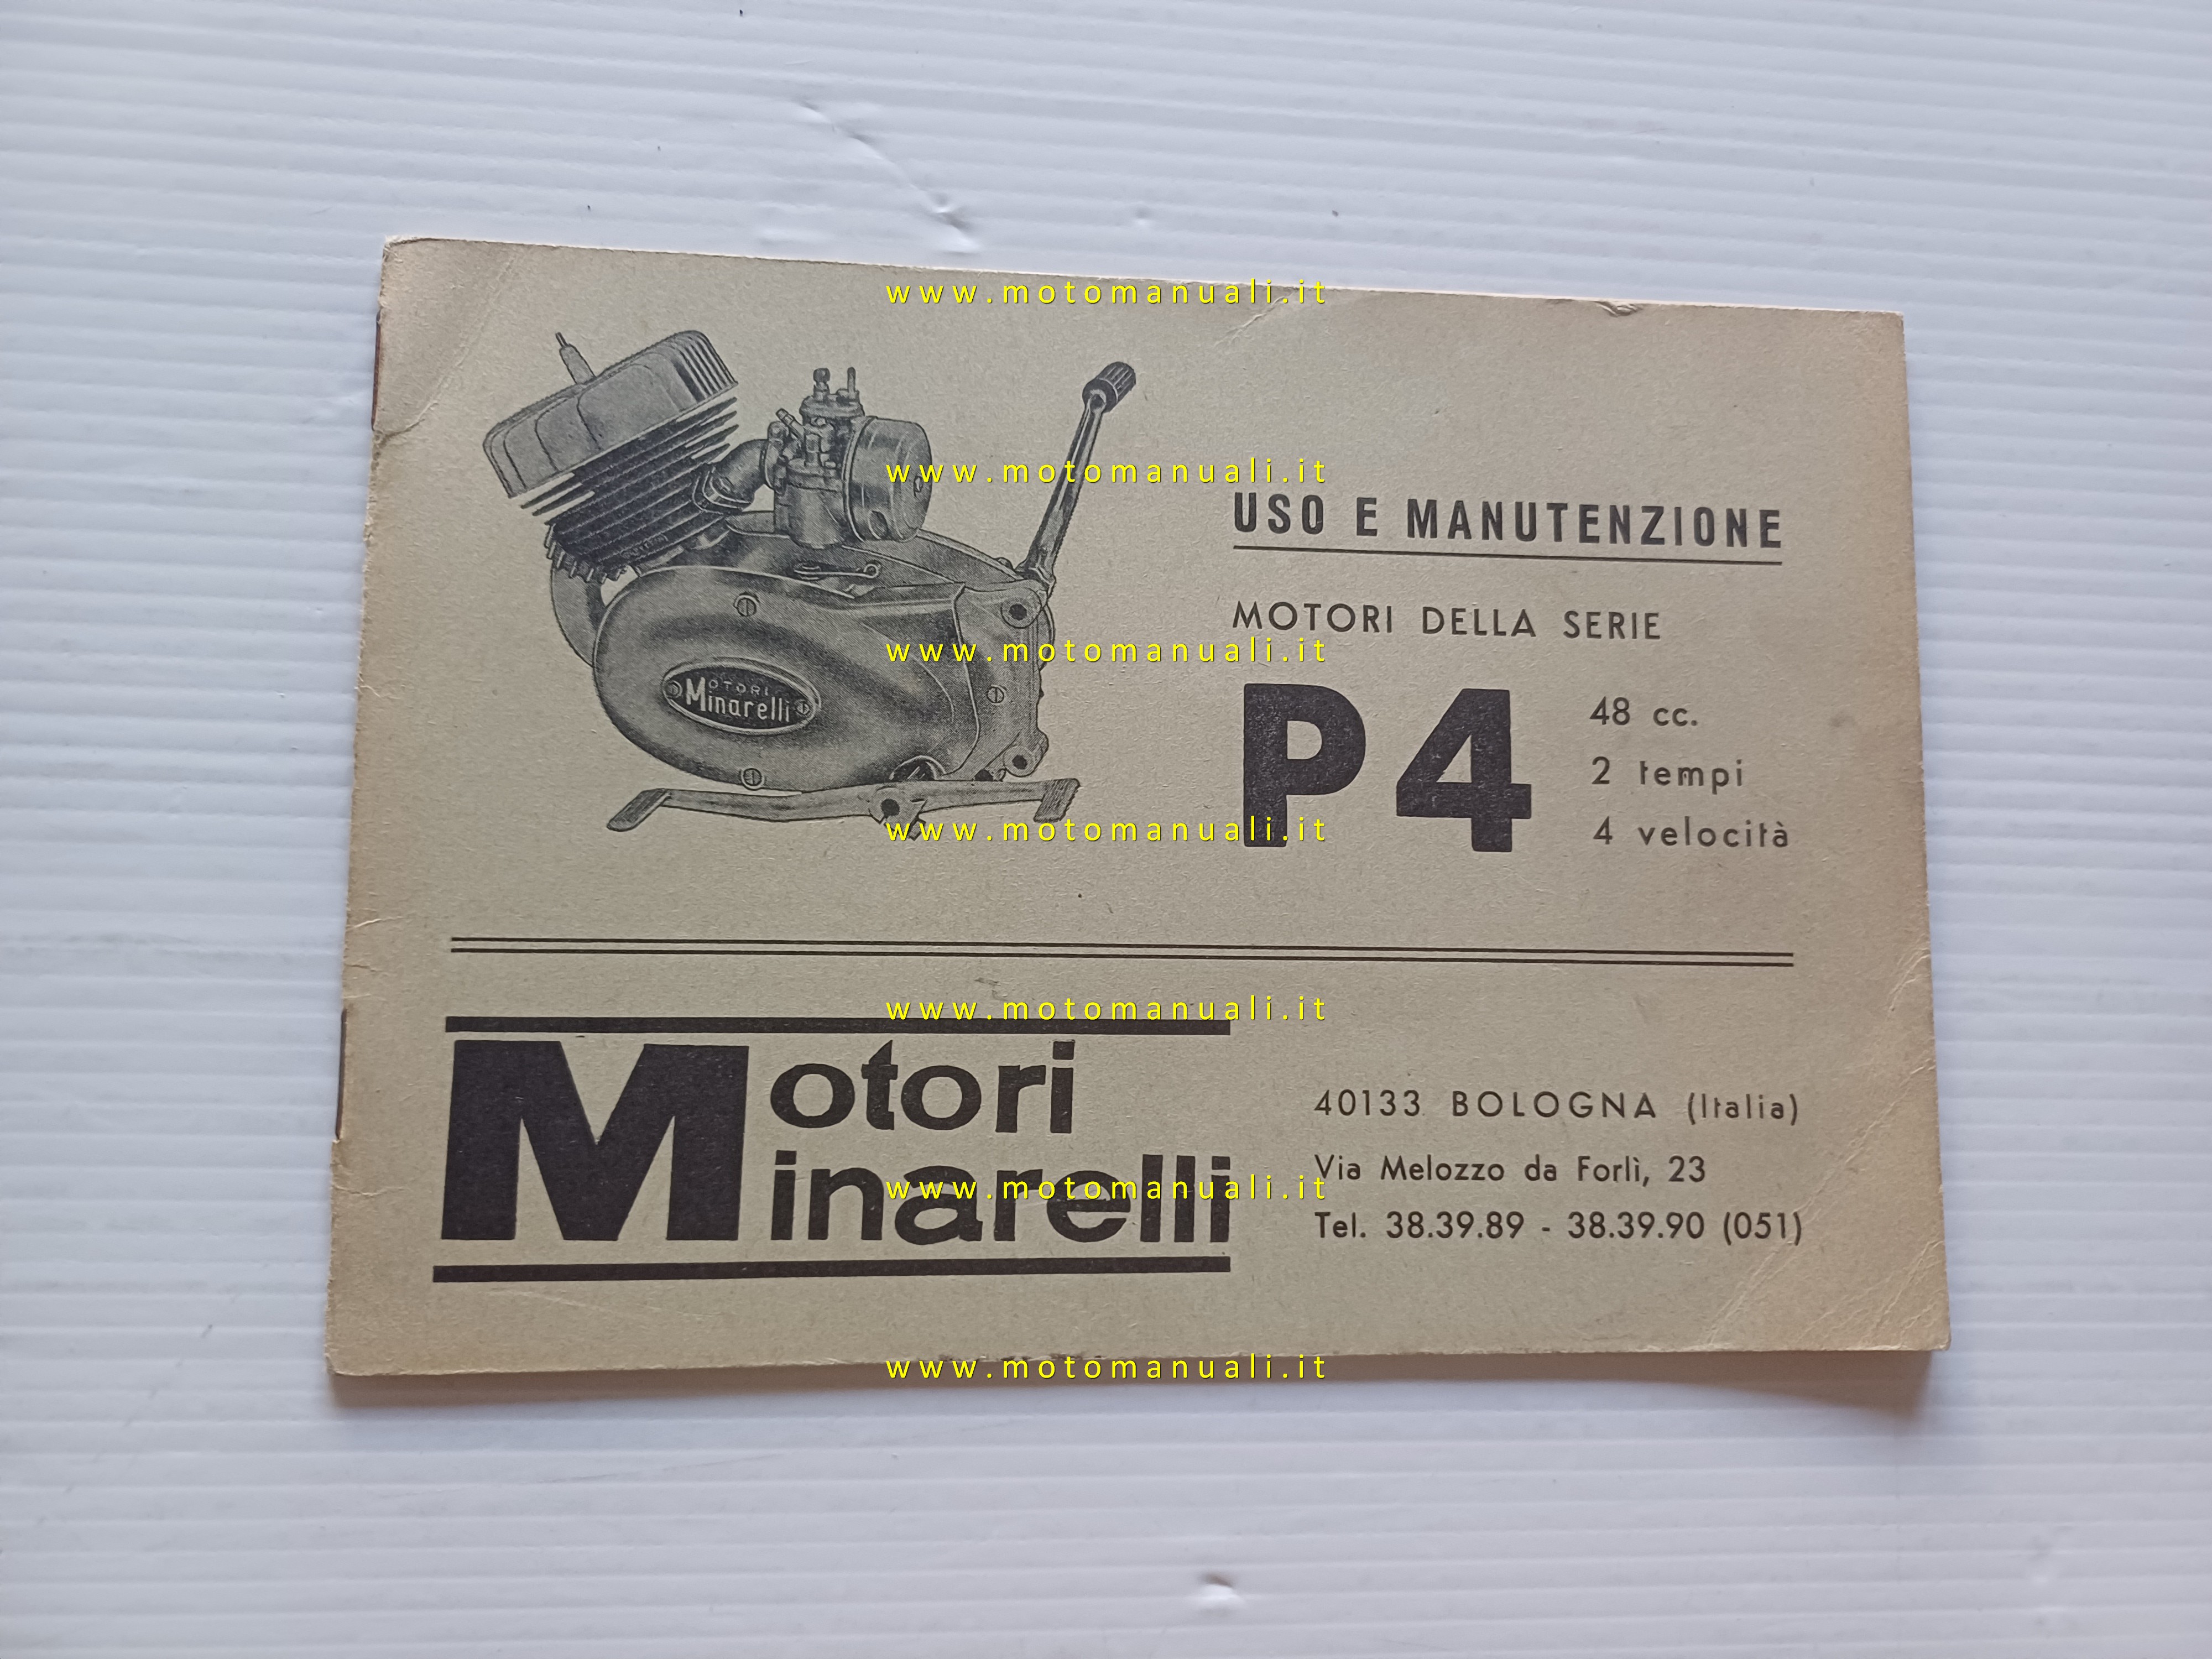 www.motomanuali.it
www.motomanuali.it
USO E MANUTENZIONE
MOTORI DELLA SERIE
www.motomanuali.it
MOTORI
Minarelli
P4
48 cc.
2 tempi
4 velocità
www.motomanuali.it
www.motomanuali.it
Motori
Minarelli
40133 BOLOGNA (Italia)
Via Melozzo da Forlì, 23
www.motomanuali.it
Tel. 38.39.89 - 38.39.90 (051)
www.motomanuali.it